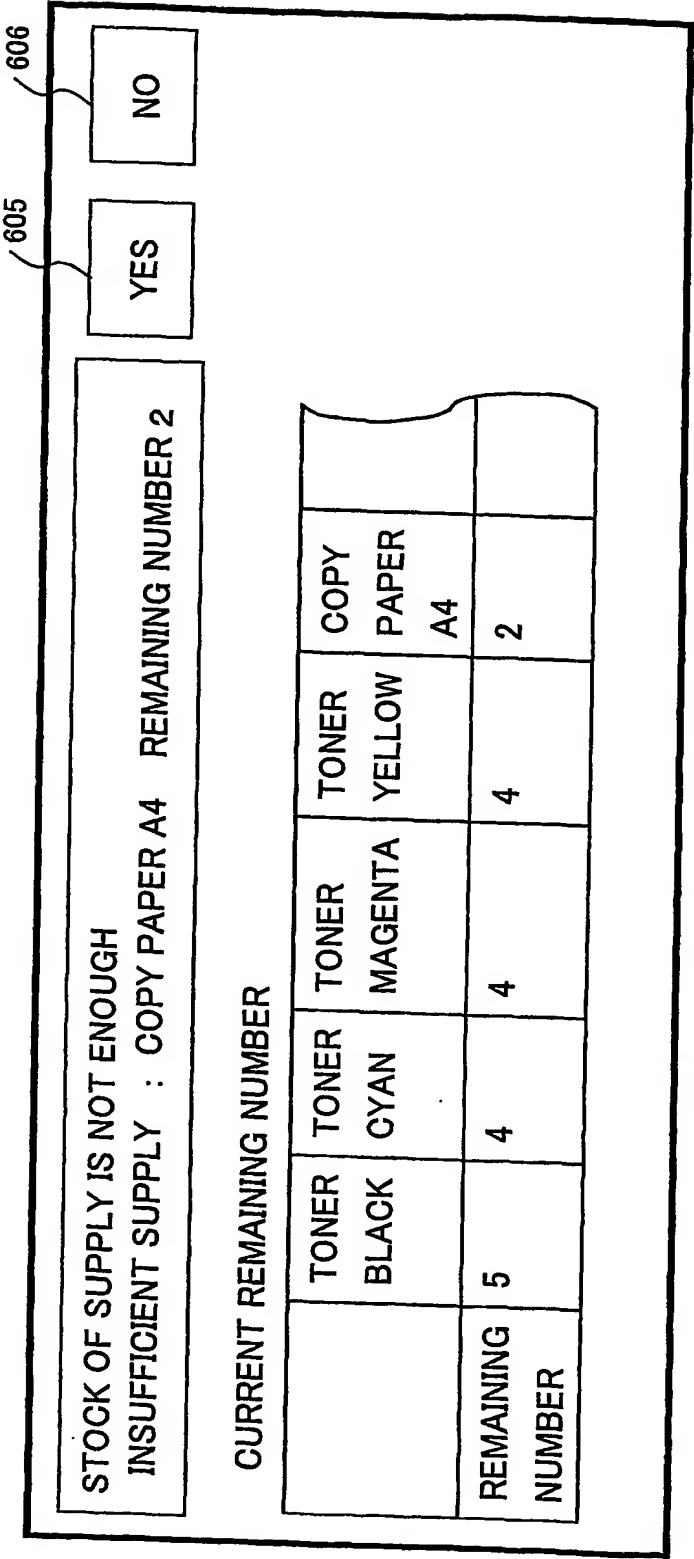 605
606
STOCK OF SUPPLY IS NOT ENOUGH
INSUFFICIENT SUPPLY : COPY PAPER A4 REMAINING NUMBER 2
YES
NO
CURRENT REMAINING NUMBER
TONER BLACK
TONER CYAN
TONER MAGENTA
TONER YELLOW
COPY PAPER A4
REMAINING NUMBER
5
4
4
4
2